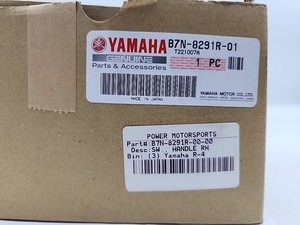 YAMAHA
GENUINE
Parts & Accessories
B7N-8291R-01
T221007#
1 PC
MADE IN JAPAN
YAMAHA MOTOR CO.,LTD.
POWER MOTORSPORTS
Part#:B7N-8291R-00-00
Desc:SW., HANDLE RH
Bin: (3) Yamaha R-4